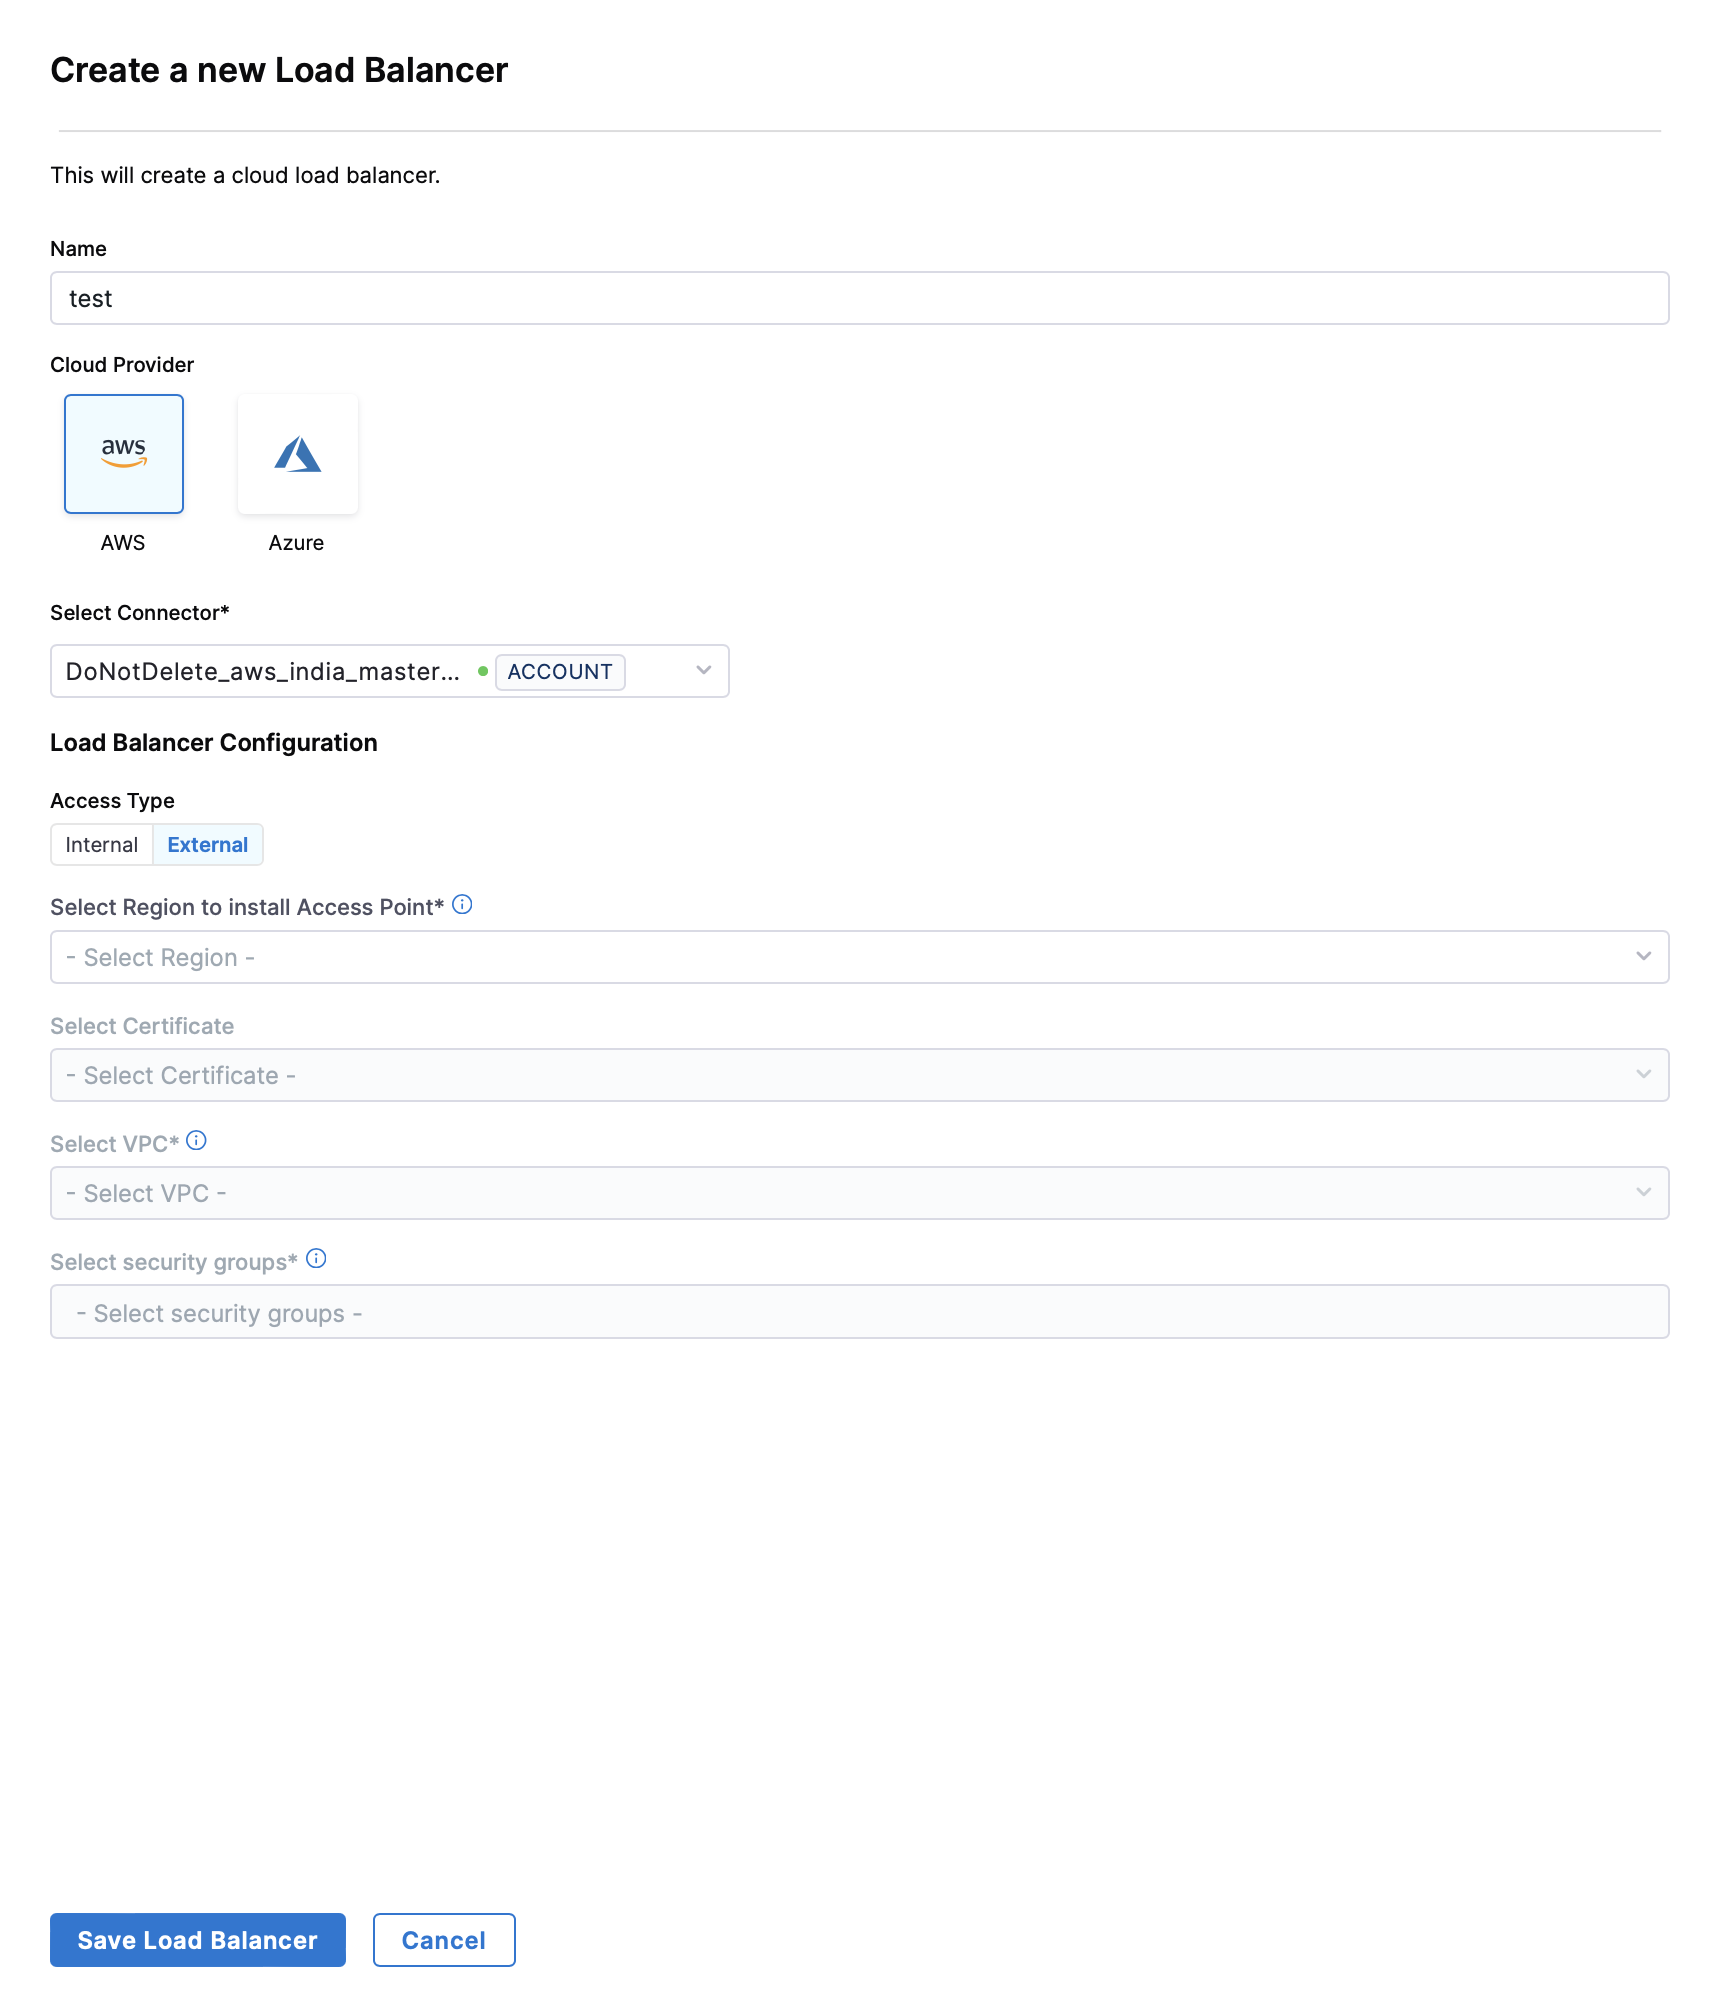 Create a new Load Balancer
This will create a cloud load balancer.
Name
test
Cloud Provider
aws
AWS Azure
Select Connector*
DoNotDelete_aws_india_master... ACCOUNT
Load Balancer Configuration
Access Type
Internal External
Select Region to install Access Point*
- Select Region -
Select Certificate
- Select Certificate -
Select VPC*
- Select VPC -
Select security groups*
- Select security groups -
Save Load Balancer Cancel